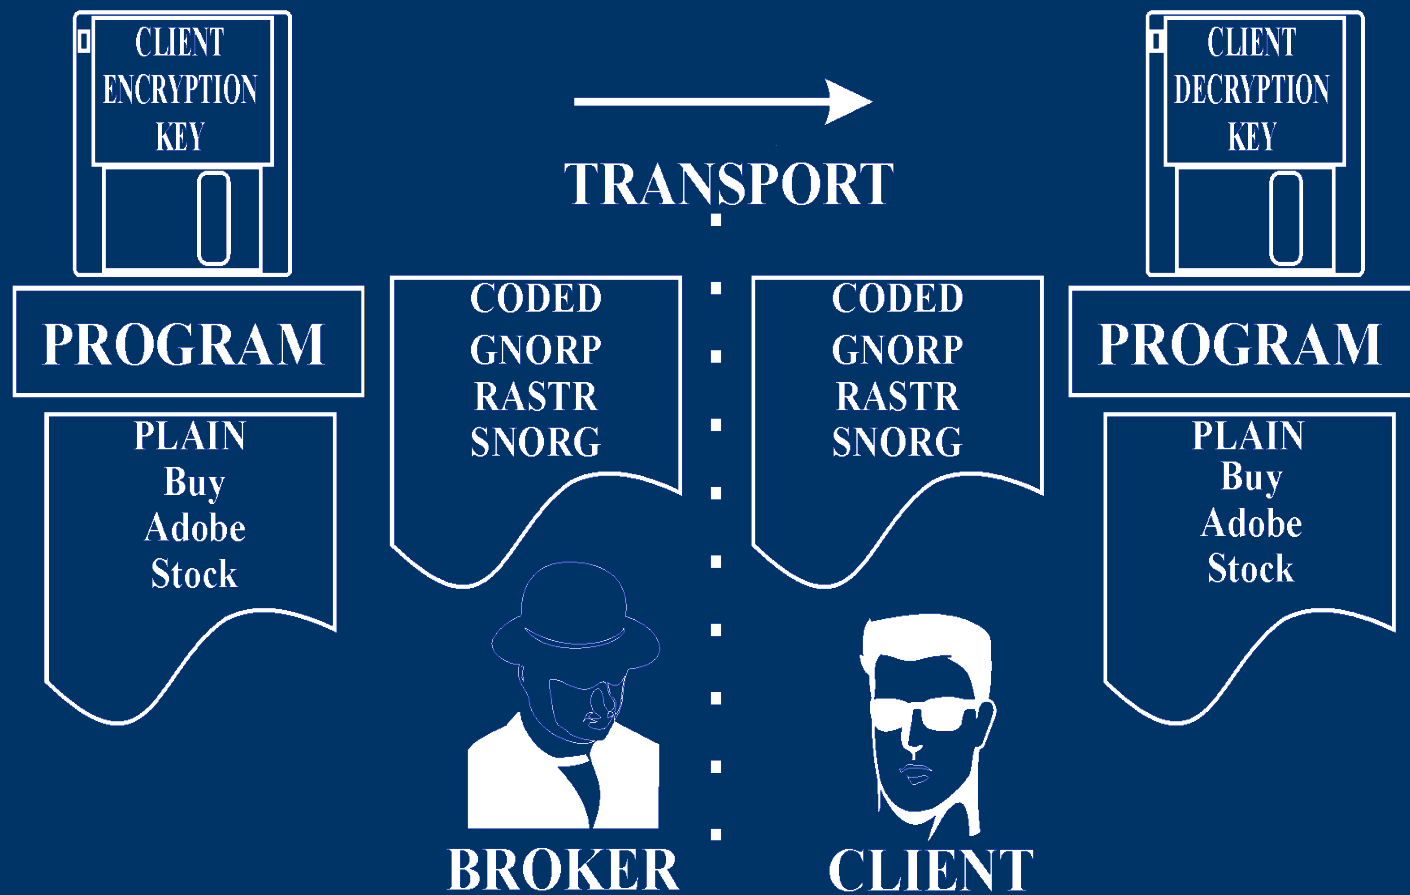 CLIENT
ENCRYPTION
KEY
PROGRAM
PLAIN
Buy
Adobe
Stock
TRANSPORT
CODED
GNORP
RASTR
SNORG
BROKER
CODED
GNORP
RASTR
SNORG
CLIENT
CLIENT
DECRYPTION
KEY
PROGRAM
PLAIN
Buy
Adobe
Stock